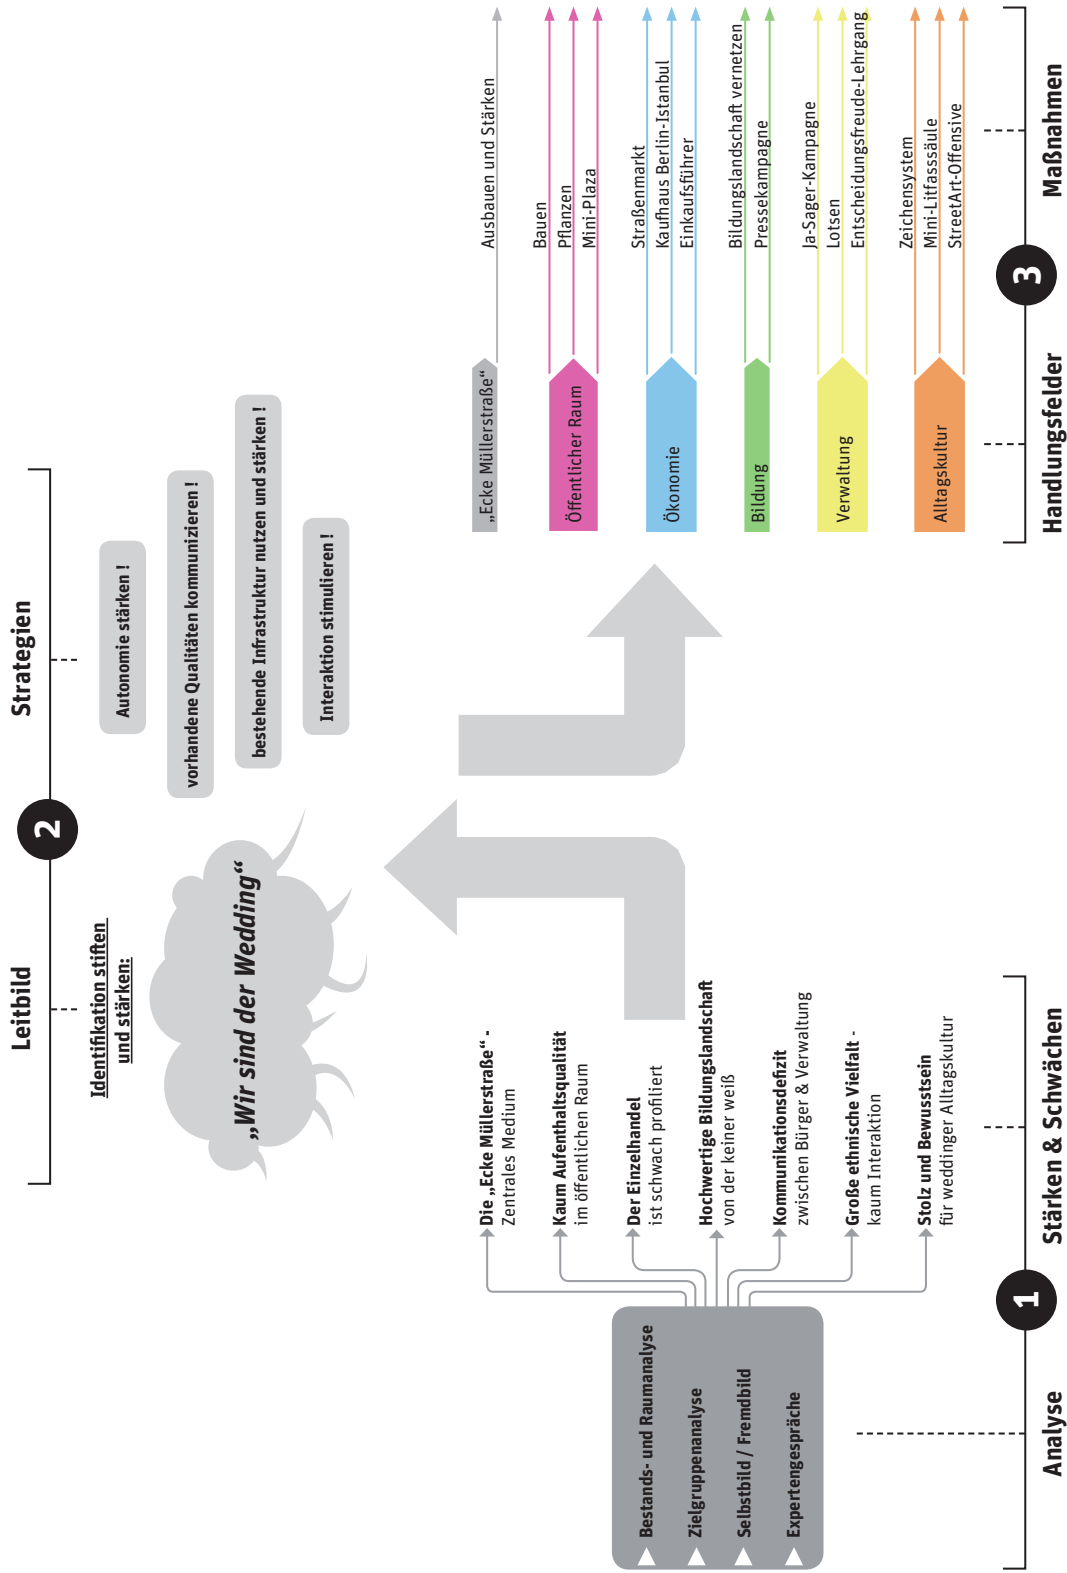 Leitbild
2
Strategien
Identifikation stiften
und stärken:
„Wir sind der Wedding“
Autonomie stärken !
vorhandene Qualitäten kommunizieren !
bestehende Infrastruktur nutzen und stärken !
Interaktion stimulieren !
Bestands- und Raumanalyse
Zielgruppenanalyse
Selbstbild / Fremdbild
Expertengespräche
Die „Ecke Müllerstraße“ -
Zentrales Medium
Kaum Aufenthaltsqualität
im öffentlichen Raum
Der Einzelhandel
ist schwach profiliert
Hochwertige Bildungslandschaft
von der keiner weiß
Kommunikationsdefizit
zwischen Bürger & Verwaltung
Große ethnische Vielfalt -
kaum Interaktion
Stolz und Bewusstsein
für weddinger Alltagskultur
Analyse
1
Stärken & Schwächen
„Ecke Müllerstraße“
Ausbauen und Stärken
Öffentlicher Raum
Bauen
Pflanzen
Mini-Plaza
Ökonomie
Straßenmarkt
Kaufhaus Berlin-Istanbul
Einkaufsführer
Bildung
Bildungslandschaft vernetzen
Pressekampagne
Verwaltung
Ja-Sager-Kampagne
Lotsen
Entscheidungsfreude-Lehrgang
Alltagskultur
Zeichensystem
Mini-Litfasssäule
StreetArt-Offensive
Handlungsfelder
3
Maßnahmen